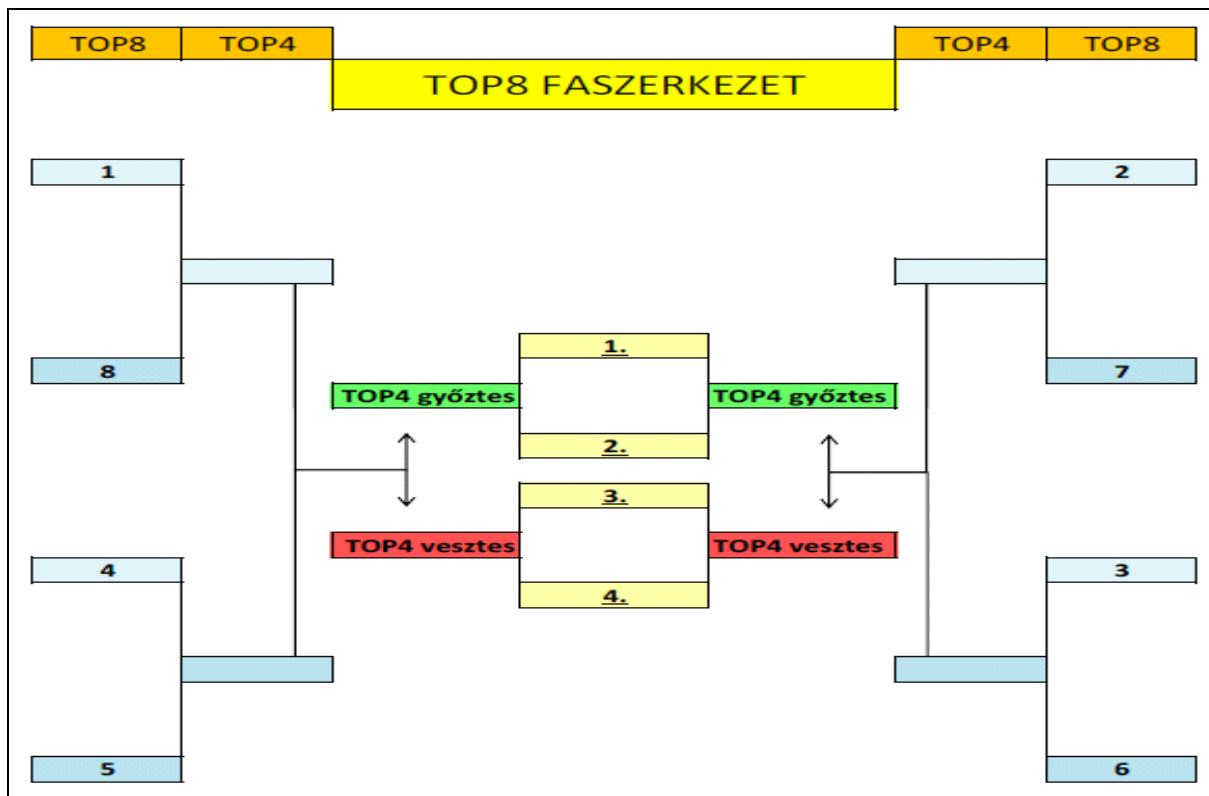 TOP8 TOP4 TOP4 TOP8
TOP8 FASZERKEZET
1 2
1.
8 TOP4 győztes TOP4 győztes 7
2.
3.
TOP4 vesztes TOP4 vesztes
4 3
4.
5 6